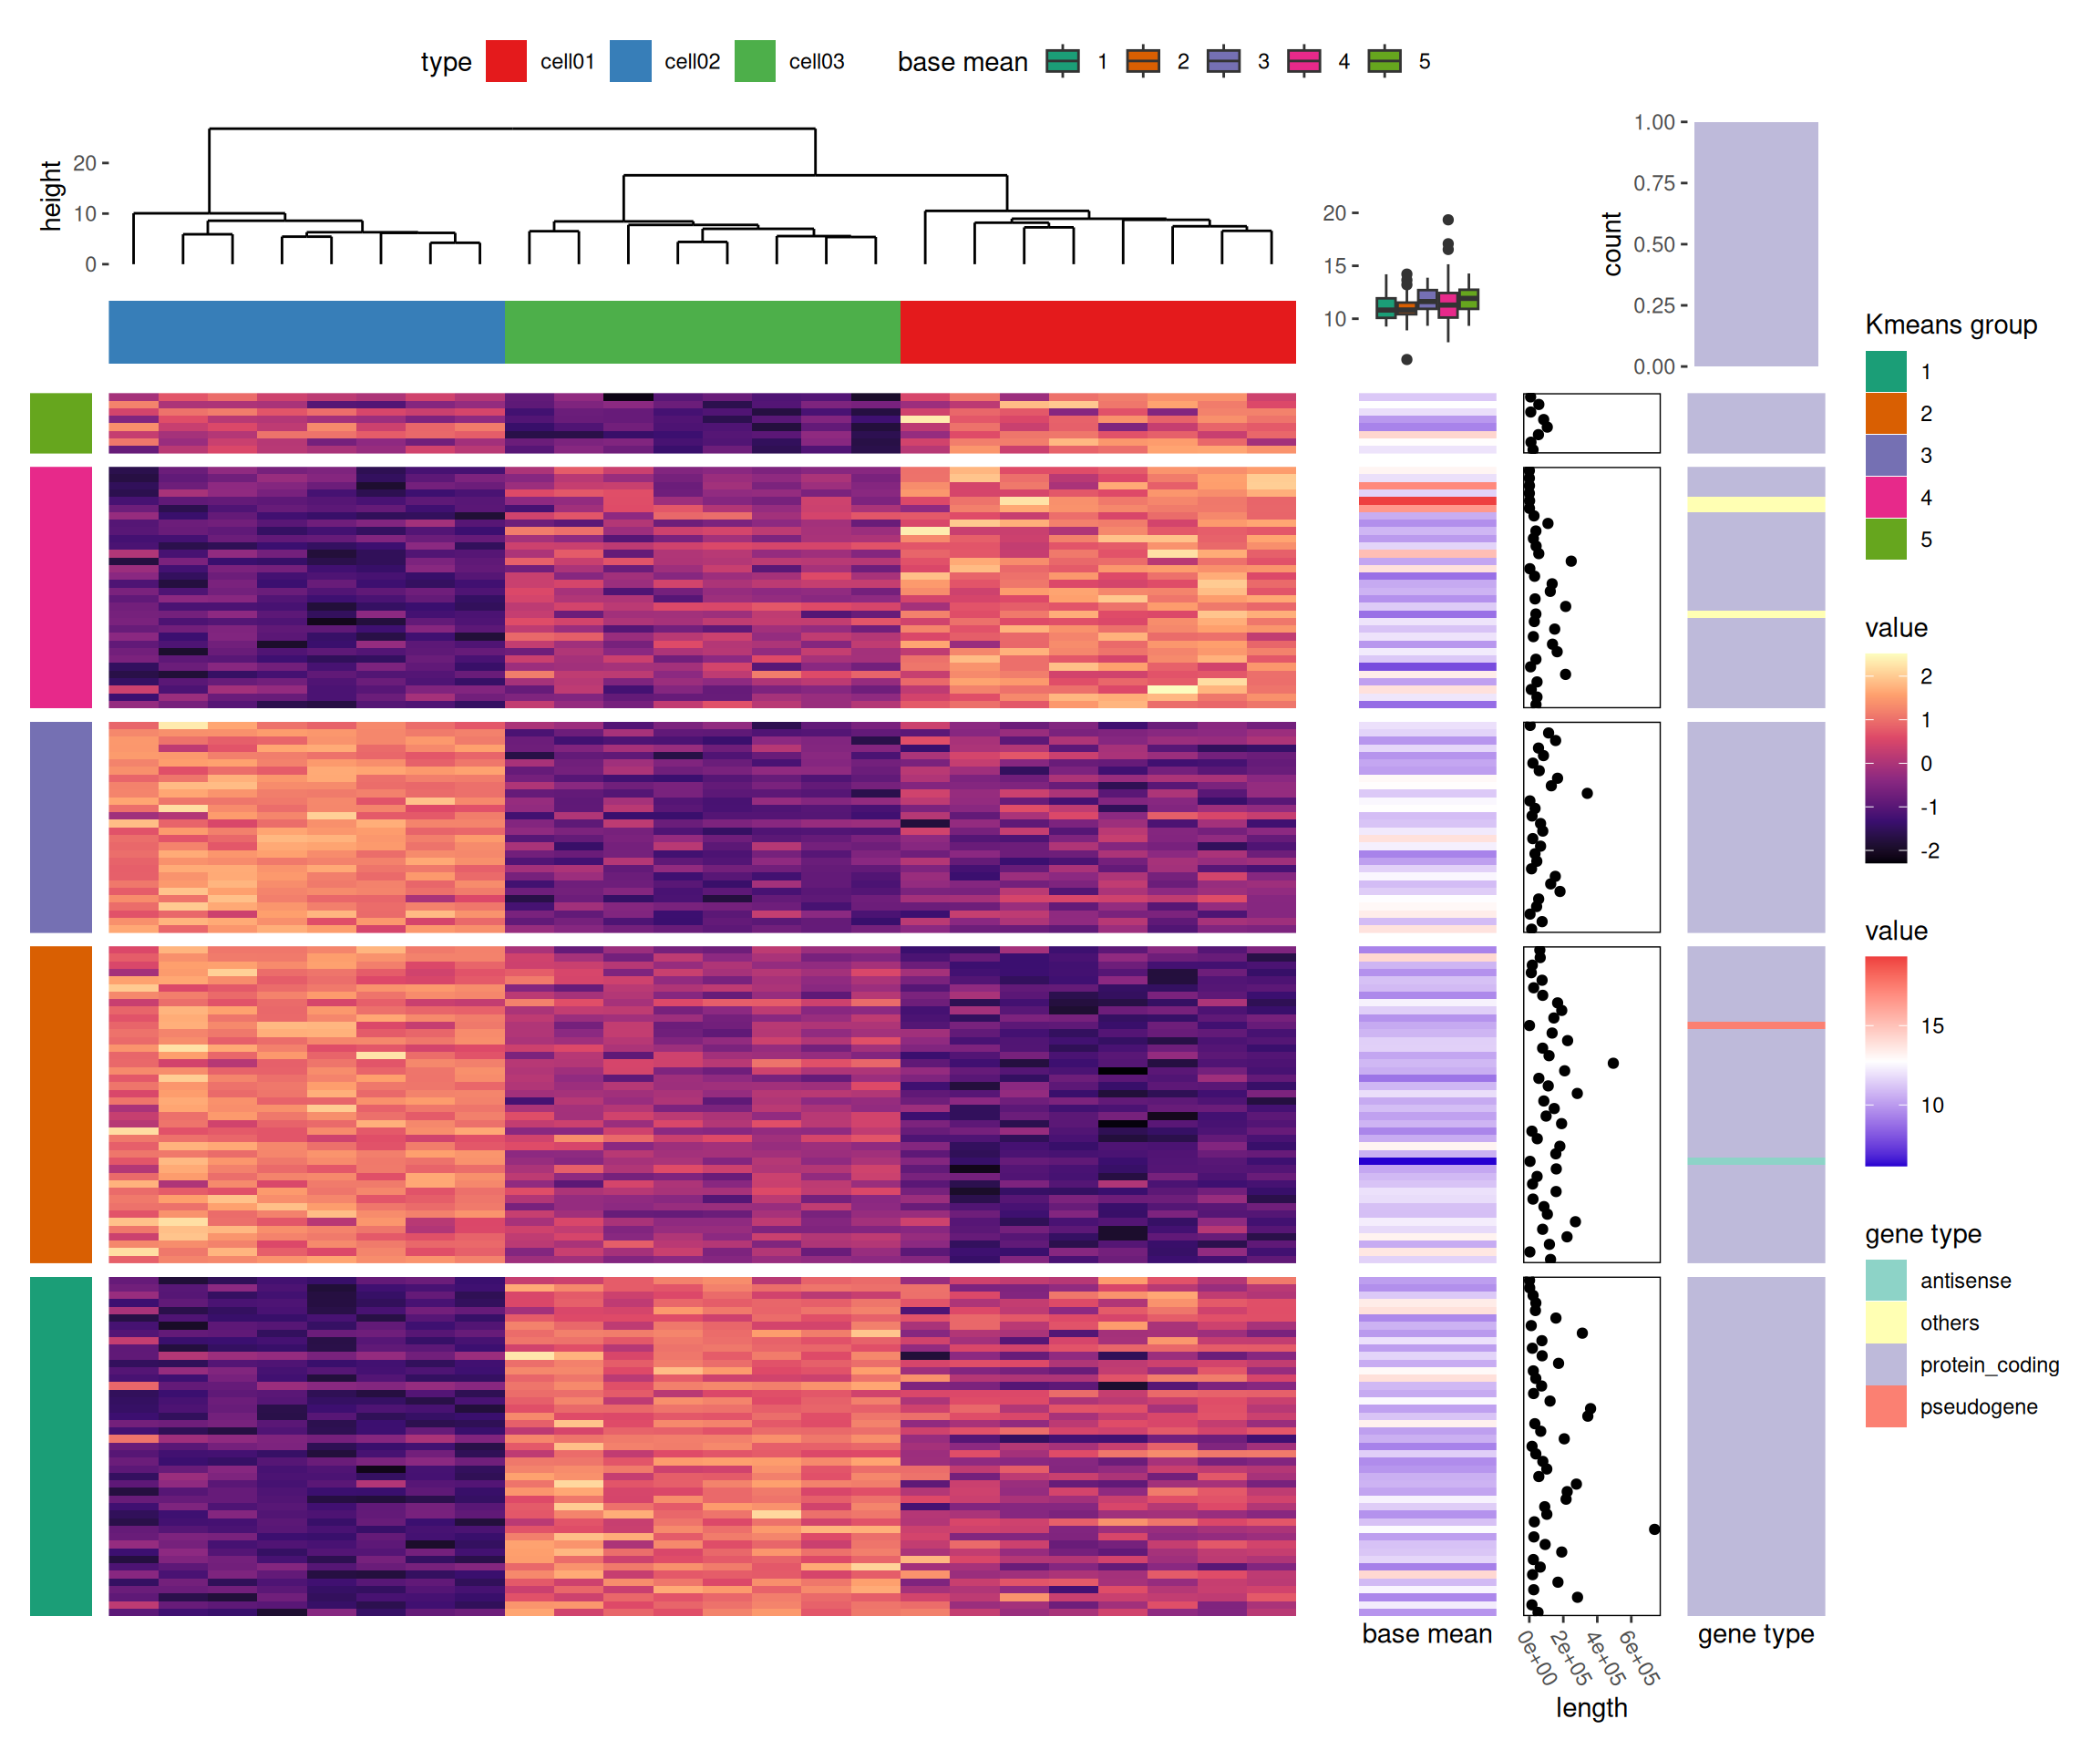 type cell01 cell02 cell03 base mean 1 2 3 4 5
height
20
10
0
20
15
10
count
1.00
0.75
0.50
0.25
0.00
Kmeans group
1
2
3
4
5
value
2
1
0
-1
-2
value
15
10
gene type
antisense
others
protein_coding
pseudogene
base mean
0e+00 2e+05 4e+05 6e+05
length
gene type